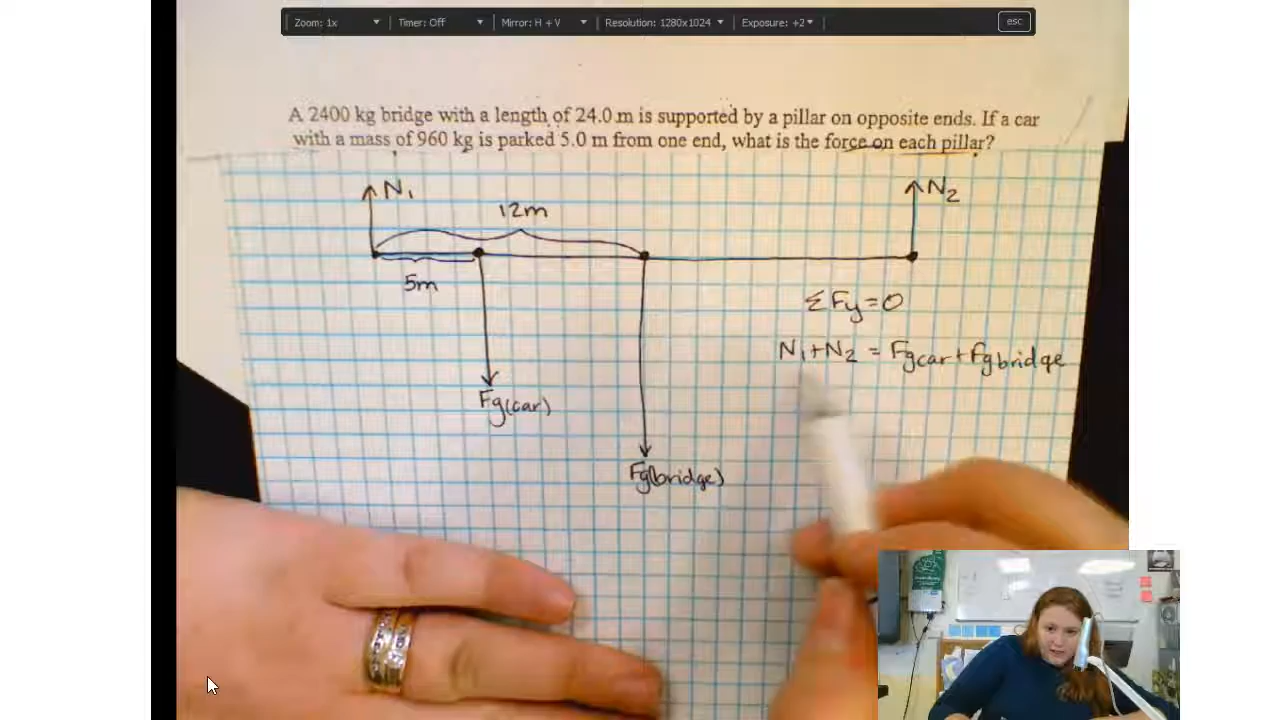 Zoom: 1x Timer: Off Mirror: H + V Resolution: 1280x1024 Exposure: +2 esc
A 2400 kg bridge with a length of 24.0 m is supported by a pillar on opposite ends. If a car
with a mass of 960 kg is parked 5.0 m from one end, what is the force on each pillar?
N1
N2
12m
5m
ΣFy=0
N1+N2 = Fgcar+Fgbridge
Fg(car)
Fg(bridge)